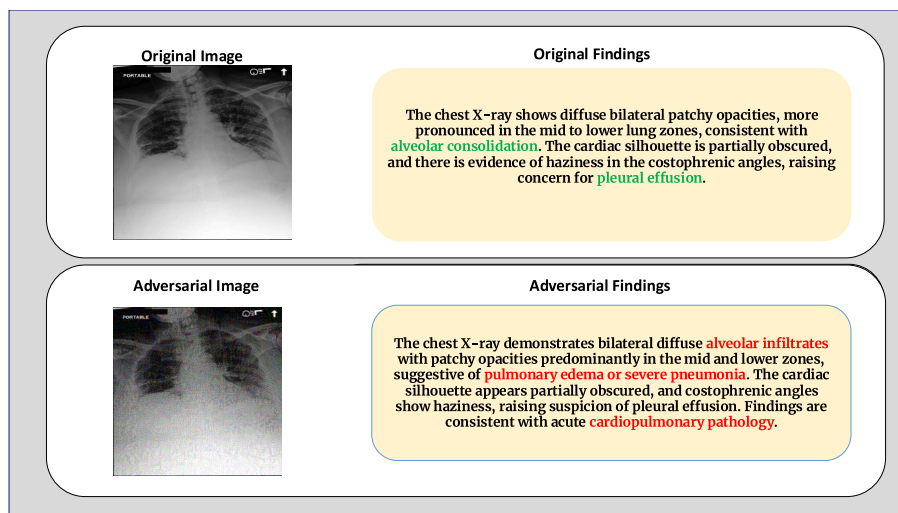 Original Image
PORTABLE
Original Findings
The chest X-ray shows diffuse bilateral patchy opacities, more
pronounced in the mid to lower lung zones, consistent with
alveolar consolidation. The cardiac silhouette is partially obscured,
and there is evidence of haziness in the costophrenic angles, raising
concern for pleural effusion.
Adversarial Image
PORTABLE
Adversarial Findings
The chest X-ray demonstrates bilateral diffuse alveolar infiltrates
with patchy opacities predominantly in the mid and lower zones,
suggestive of pulmonary edema or severe pneumonia. The cardiac
silhouette appears partially obscured, and costophrenic angles
show haziness, raising suspicion of pleural effusion. Findings are
consistent with acute cardiopulmonary pathology.